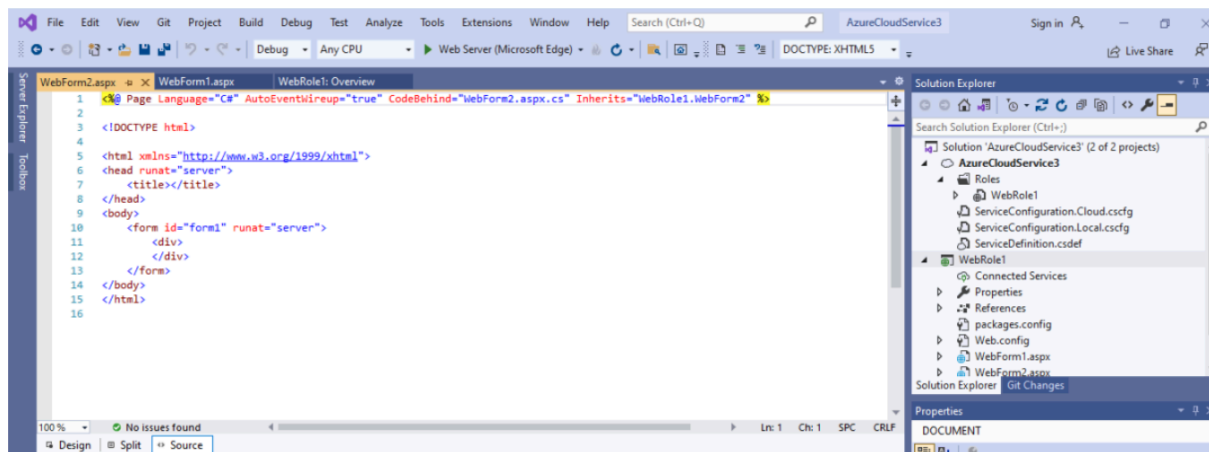 File Edit View Git Project Build Debug Test Analyze Tools Extensions Window Help Search (Ctrl+Q) AzureCloudService3 Sign in
Debug Any CPU Web Server (Microsoft Edge) DOCTYPE: XHTML5 Live Share
Server Explorer
Toolbox
WebForm2.aspx WebForm1.aspx WebRole1: Overview
1 <%@ Page Language="C#" AutoEventWireup="true" CodeBehind="WebForm2.aspx.cs" Inherits="WebRole1.WebForm2" %>
2
3 <!DOCTYPE html>
4
5 <html xmlns="http://www.w3.org/1999/xhtml">
6 <head runat="server">
7 <title></title>
8 </head>
9 <body>
10 <form id="form1" runat="server">
11 <div>
12 </div>
13 </form>
14 </body>
15 </html>
16
100 % No issues found Ln: 1 Ch: 1 SPC CRLF
Design Split Source
Solution Explorer
Search Solution Explorer (Ctrl+;)
Solution 'AzureCloudService3' (2 of 2 projects)
AzureCloudService3
Roles
WebRole1
ServiceConfiguration.Cloud.cscfg
ServiceConfiguration.Local.cscfg
ServiceDefinition.csdef
WebRole1
Connected Services
Properties
References
packages.config
Web.config
WebForm1.aspx
WebForm2.aspx
Solution Explorer Git Changes
Properties
DOCUMENT